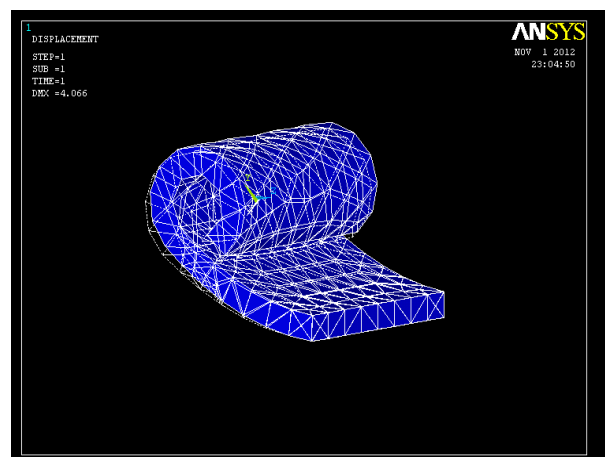 1
DISPLACEMENT
STEP=1
SUB =1
TIME=1
DMX =4.066
ANSYS
NOV 1 2012
23:04:50
Z